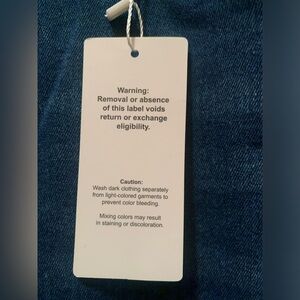 Warning:
Removal or absence
of this label voids
return or exchange
eligibility.
Caution:
Wash dark clothing separately
from light-colored garments to
prevent color bleeding.
Mixing colors may result
in staining or discoloration.